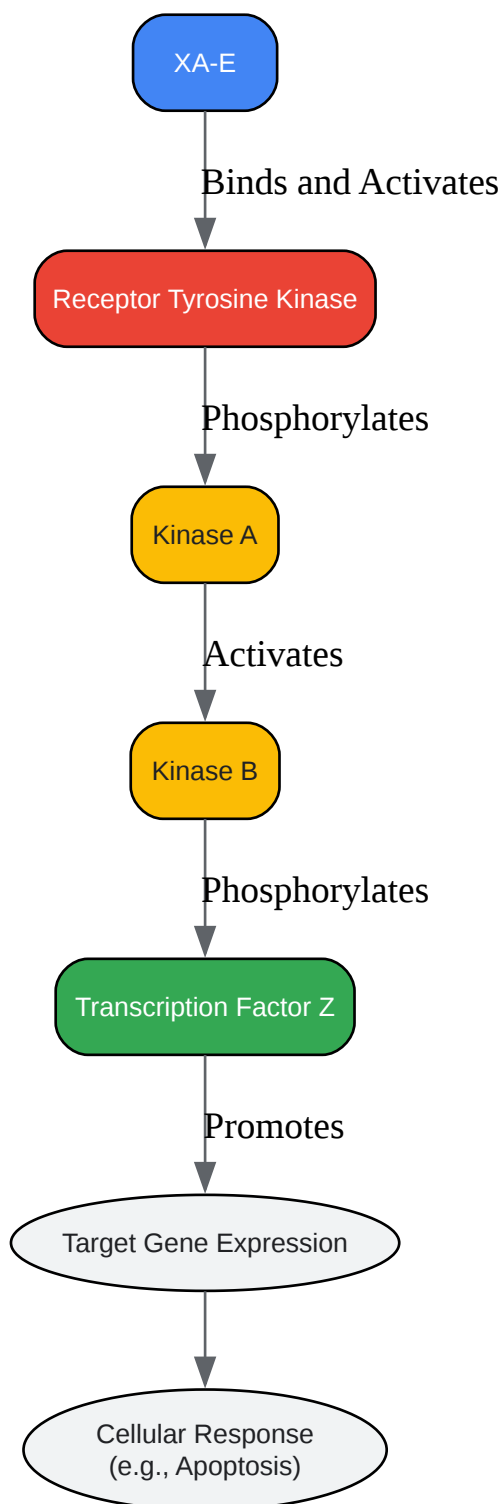 XA-E
Binds and Activates
Receptor Tyrosine Kinase
Phosphorylates
Kinase A
Activates
Kinase B
Phosphorylates
Transcription Factor Z
Promotes
Target Gene Expression
Cellular Response
(e.g., Apoptosis)